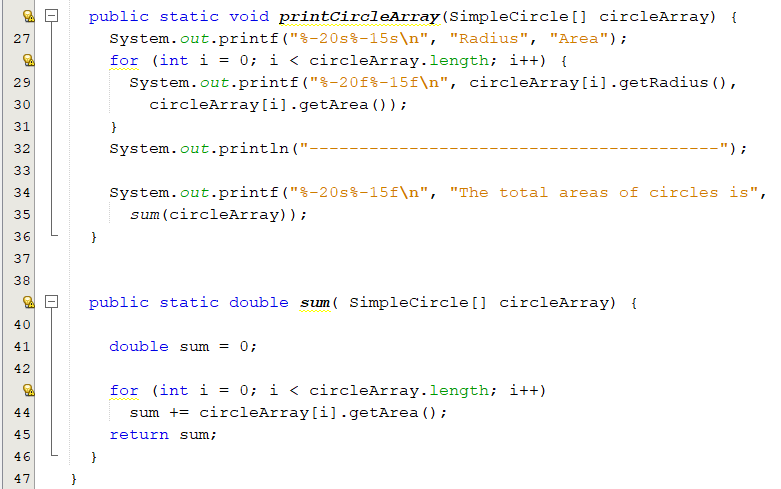 public static void printCircleArray(SimpleCircle[] circleArray) {
27 System.out.printf("%-20s%-15s\n", "Radius", "Area");
for (int i = 0; i < circleArray.length; i++) {
29 System.out.printf("%-20f%-15f\n", circleArray[i].getRadius(),
30 circleArray[i].getArea());
31 }
32 System.out.println("-----------------------------------------");
33
34 System.out.printf("%-20s%-15f\n", "The total areas of circles is",
35 sum(circleArray));
36 }
37
38
public static double sum( SimpleCircle[] circleArray) {
40
41 double sum = 0;
42
for (int i = 0; i < circleArray.length; i++)
44 sum += circleArray[i].getArea();
45 return sum;
46 }
47 }